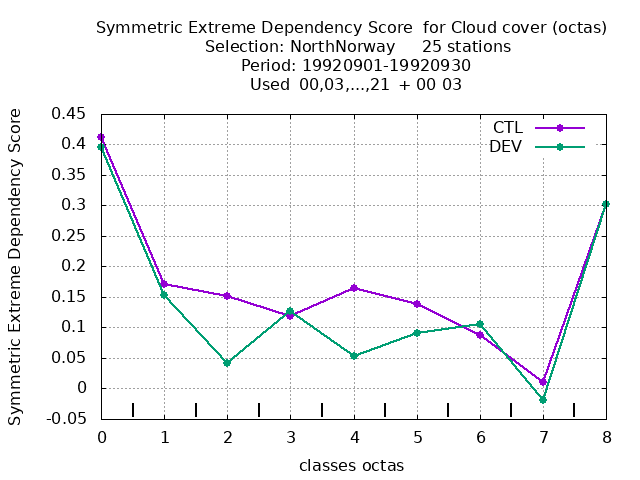 Symmetric Extreme Dependency Score  for Cloud cover (octas)
Selection: NorthNorway     25 stations
Period: 19920901-19920930
Used  00,03,...,21  + 00 03
Symmetric Extreme Dependency Score
0.45
0.4
0.35
0.3
0.25
0.2
0.15
0.1
0.05
0
-0.05
CTL
DEV
0 1 2 3 4 5 6 7 8
classes octas